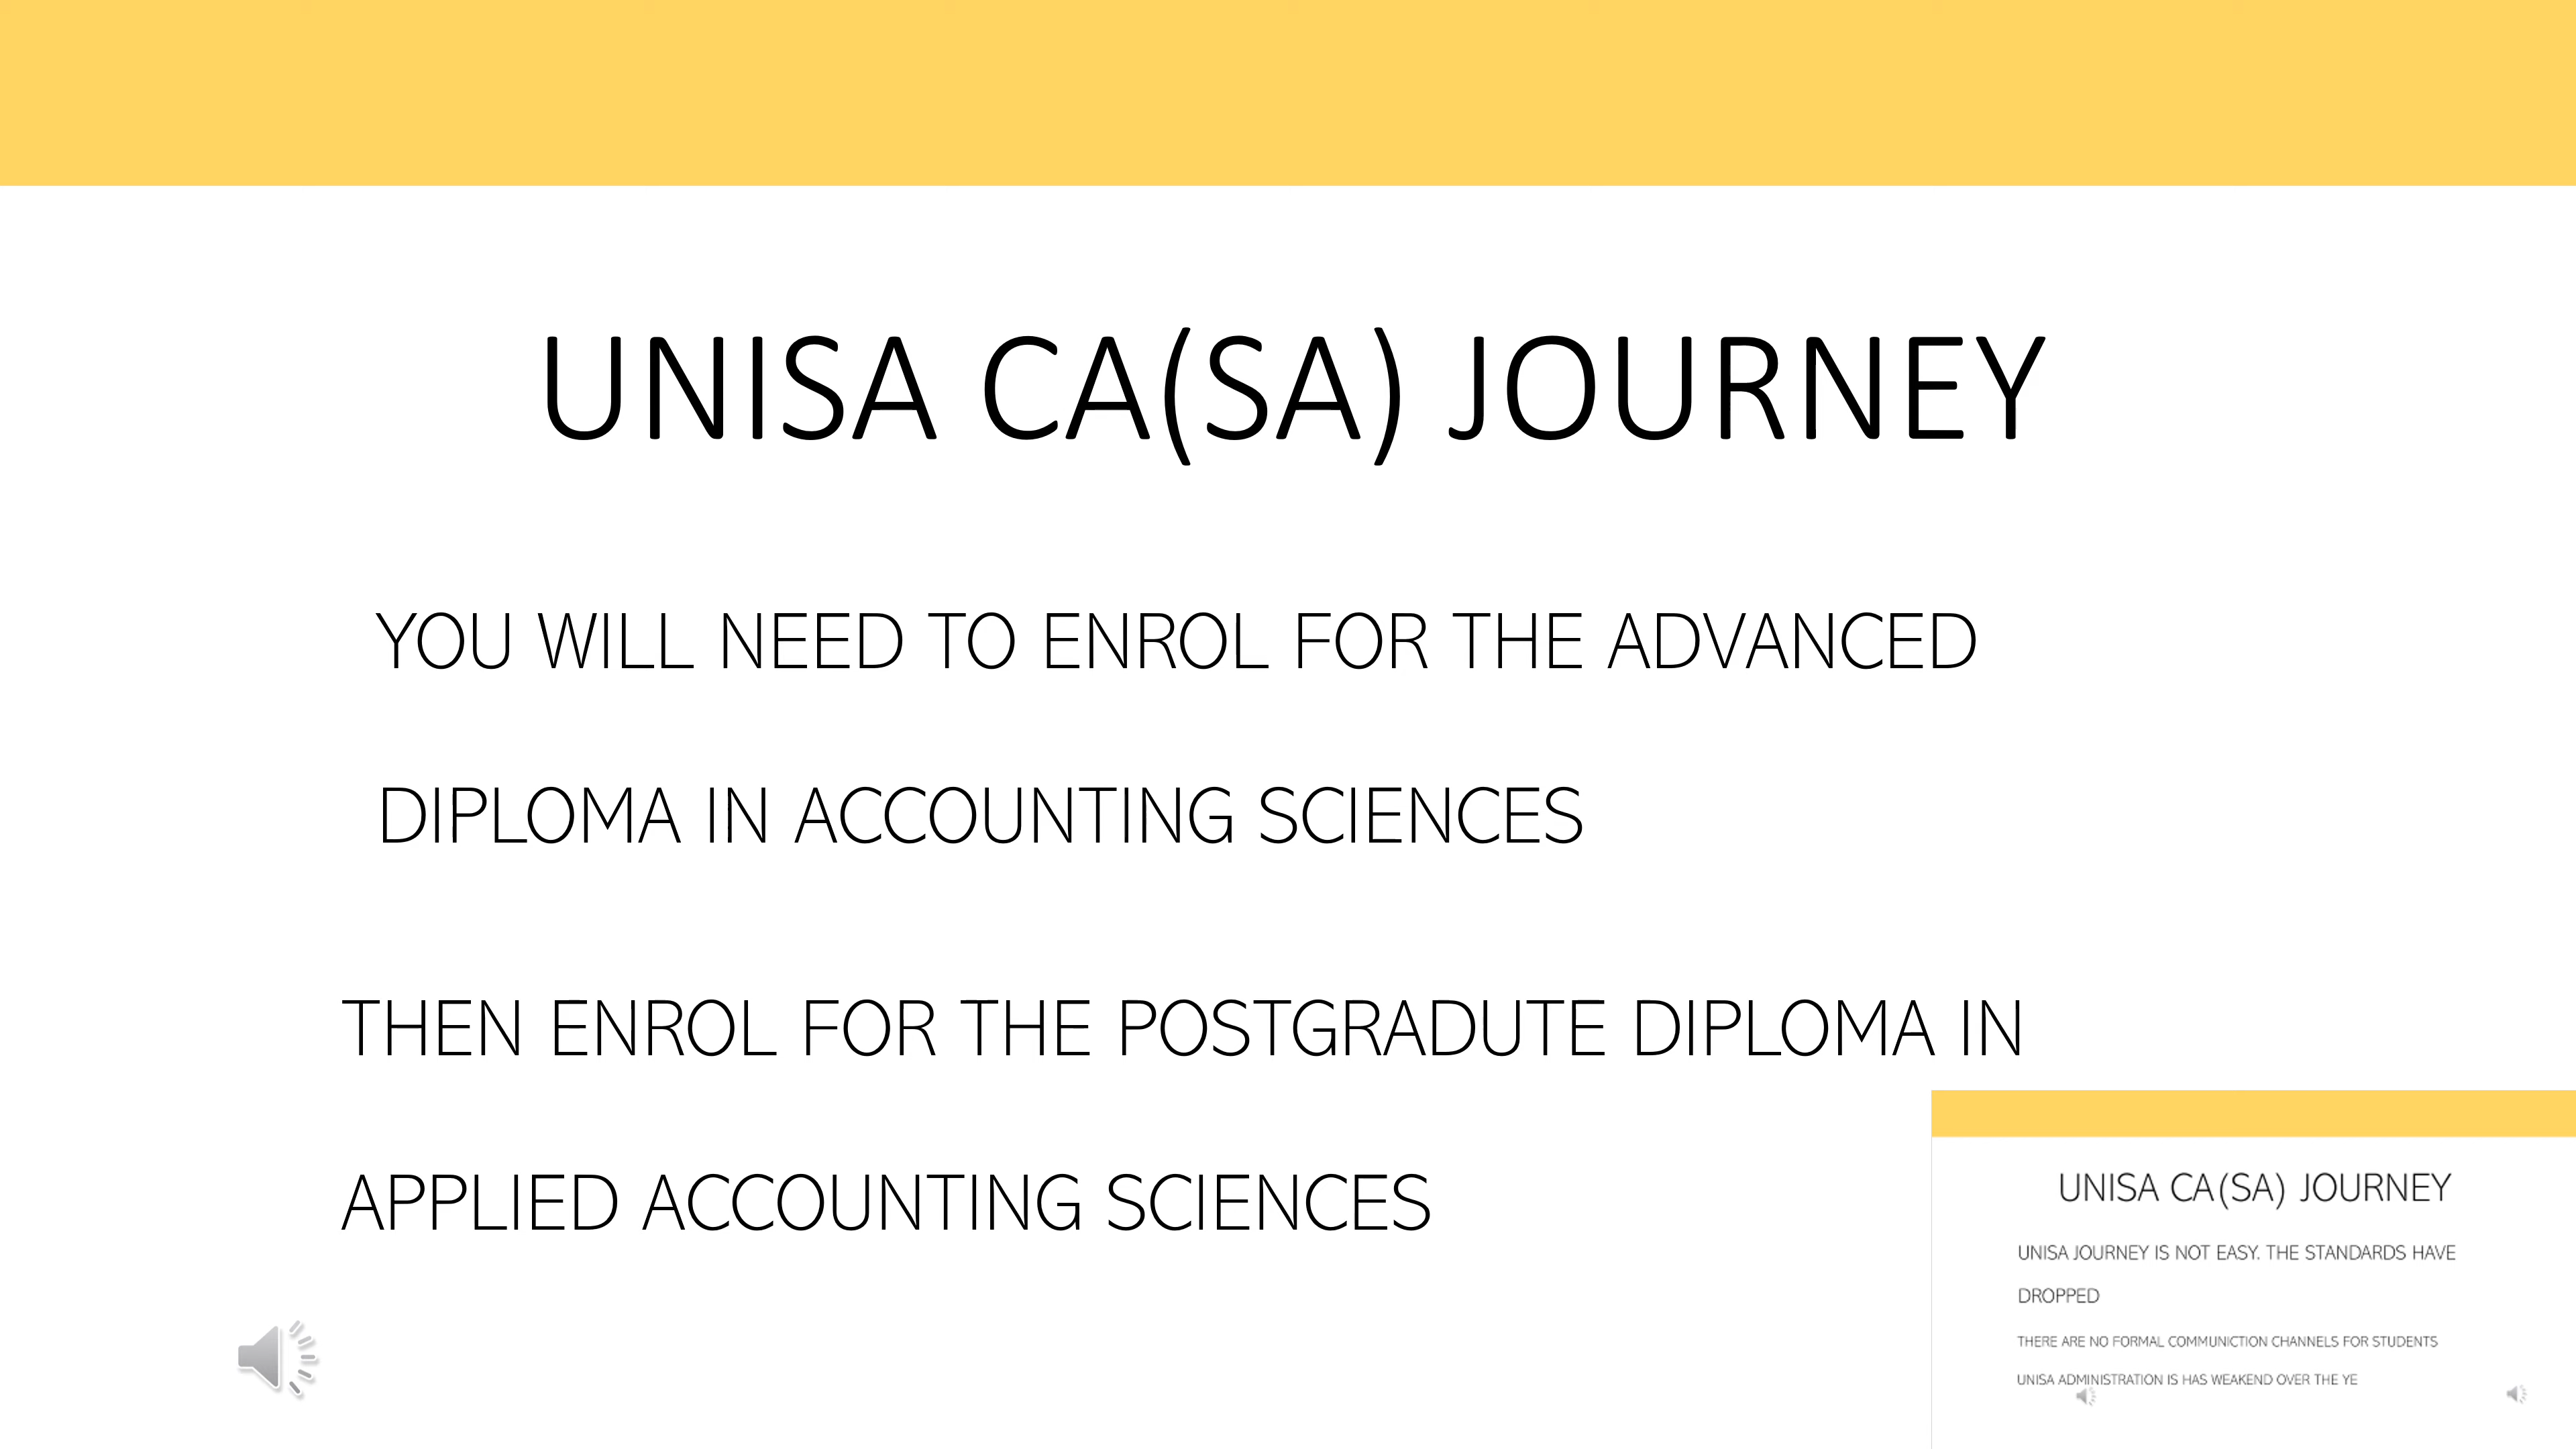 UNISA CA(SA) JOURNEY
YOU WILL NEED TO ENROL FOR THE ADVANCED
DIPLOMA IN ACCOUNTING SCIENCES
THEN ENROL FOR THE POSTGRADUTE DIPLOMA IN
APPLIED ACCOUNTING SCIENCES
UNISA CA(SA) JOURNEY
UNISA JOURNEY IS NOT EASY. THE STANDARDS HAVE
DROPPED
THERE ARE NO FORMAL COMMUNICTION CHANNELS FOR STUDENTS
UNISA ADMINISTRATION IS HAS WEAKEND OVER THE YE